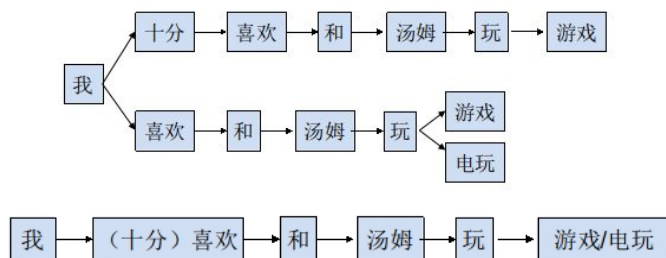 十分 喜欢 和 汤姆 玩 游戏
我
喜欢 和 汤姆 玩 游戏
电玩
我 （十分）喜欢 和 汤姆 玩 游戏/电玩